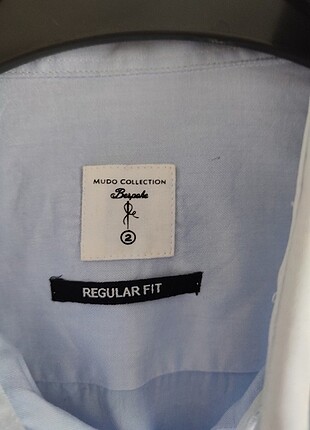 MUDO COLLECTION
Bespoke
2
REGULAR FIT